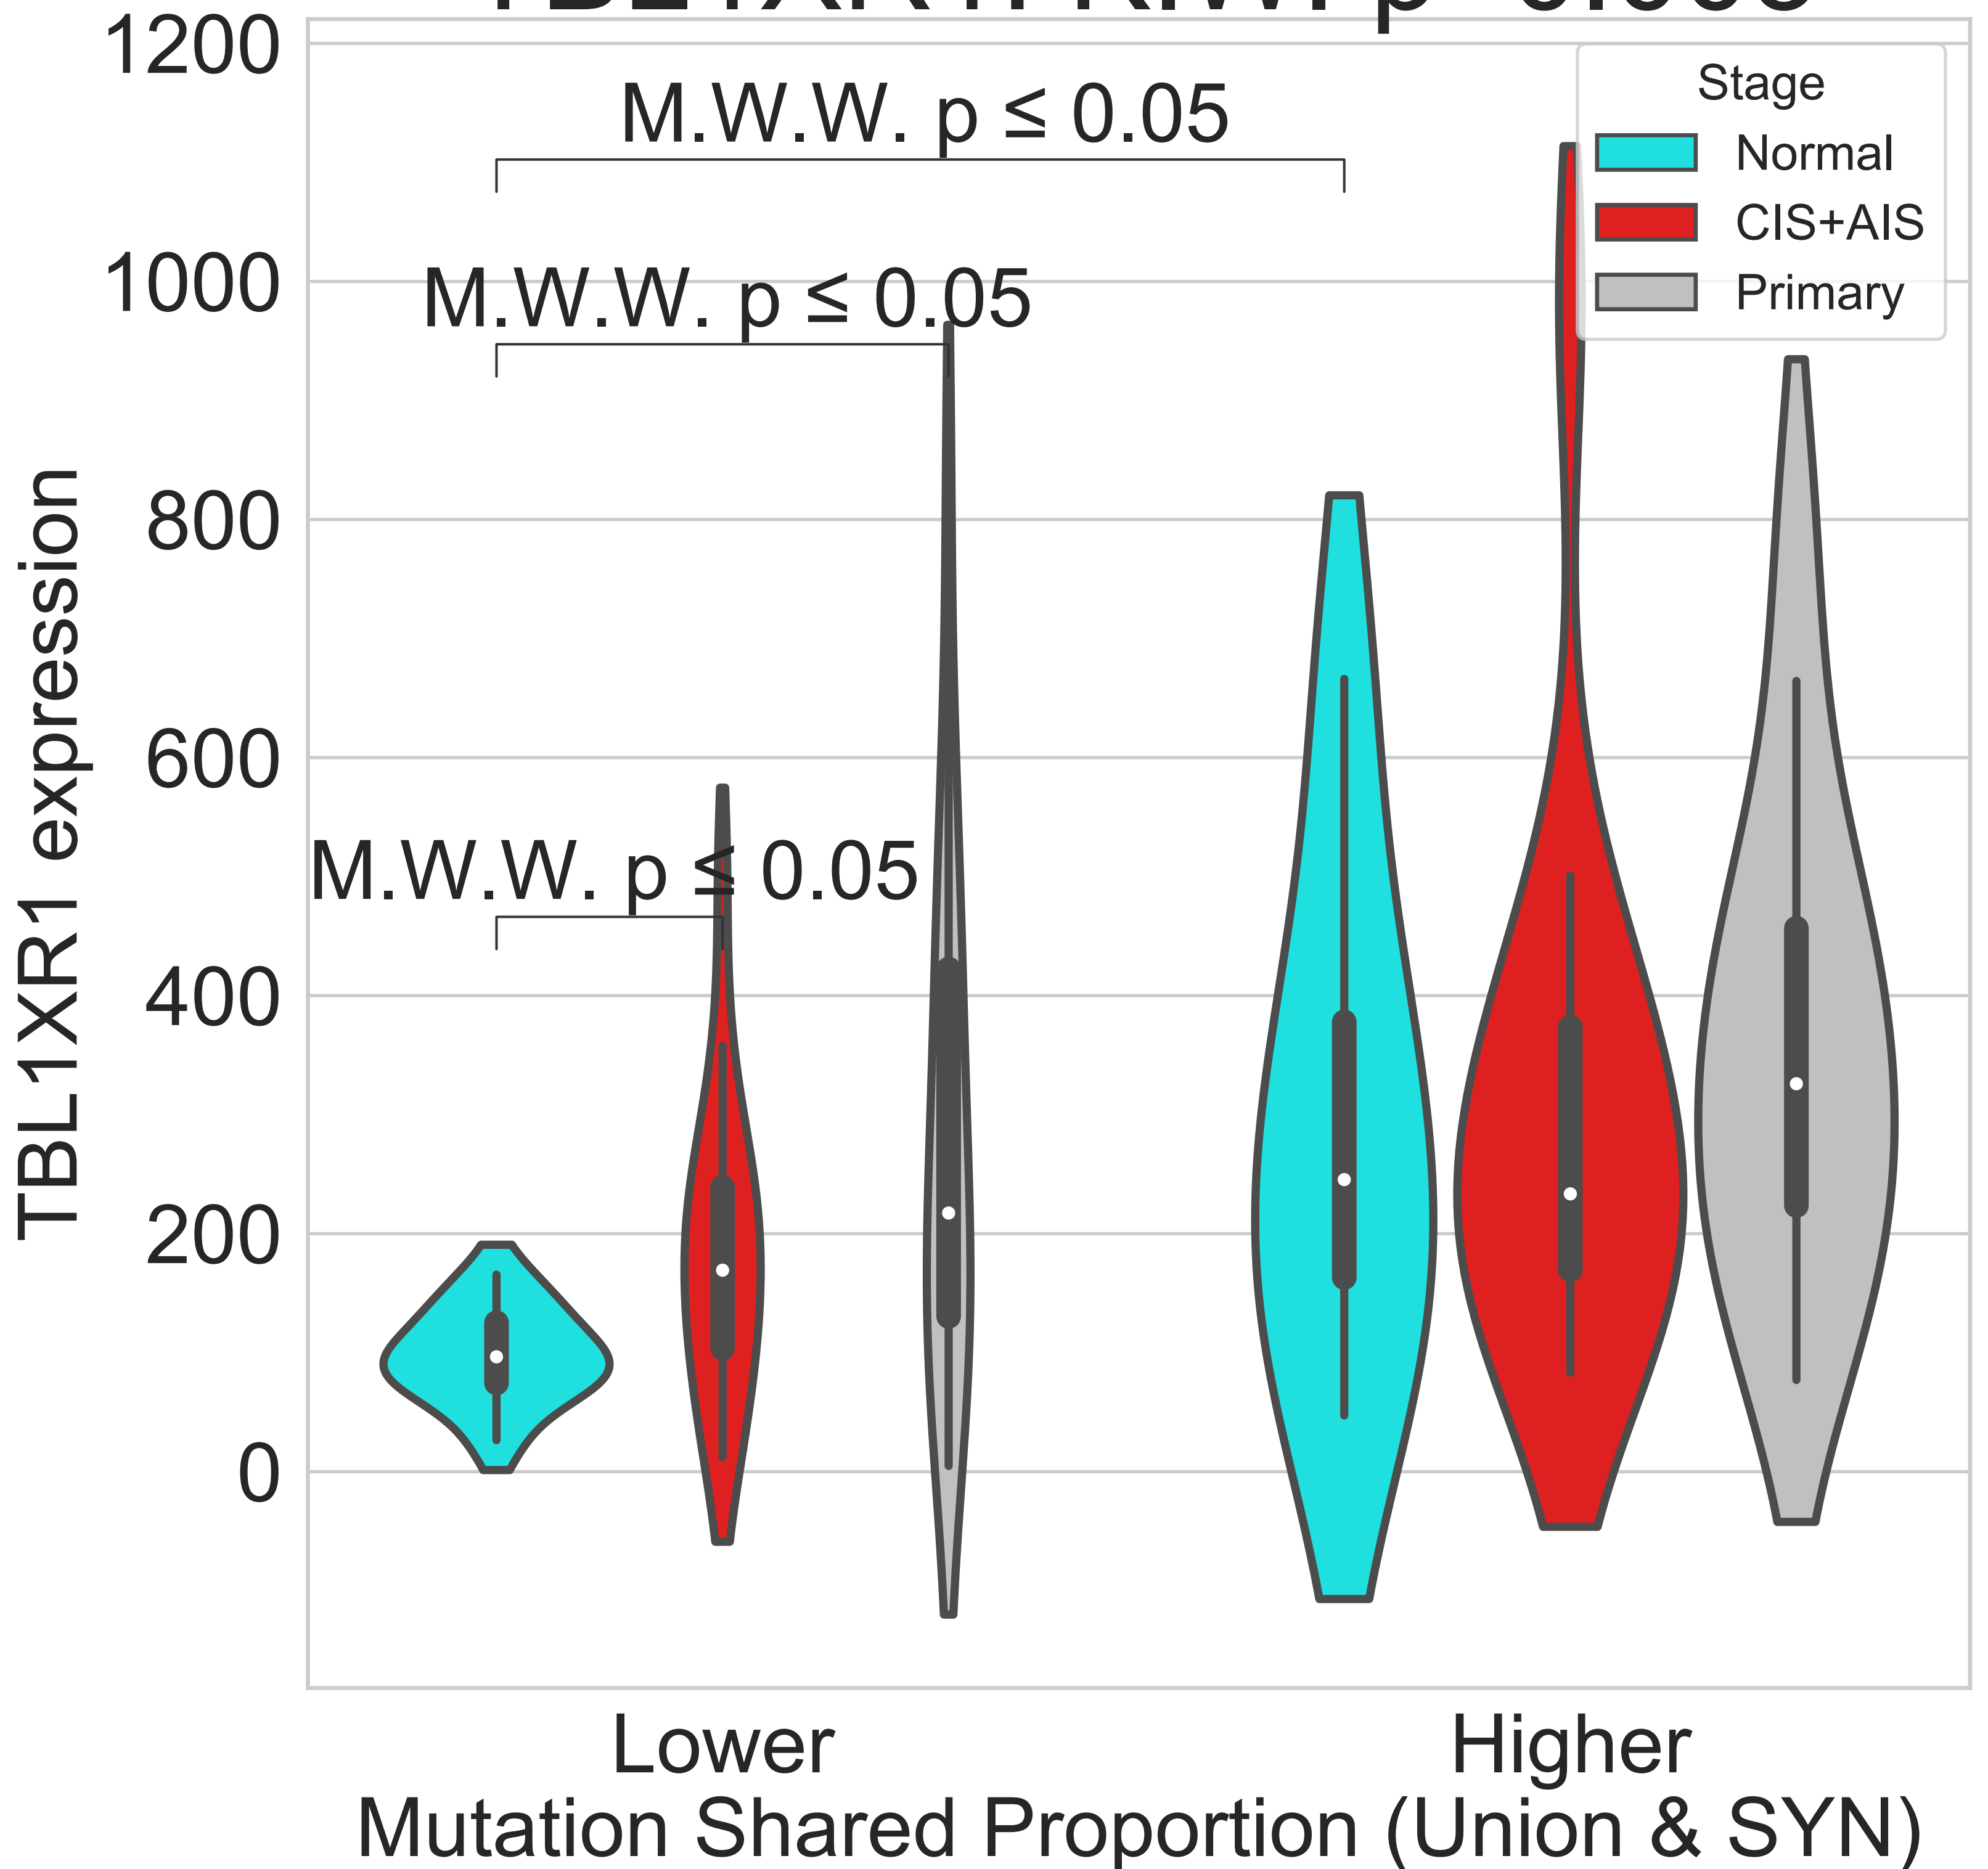 1200
M.W.W. p ≤ 0.05
Stage
Normal
CIS+AIS
Primary
1000
M.W.W. p ≤ 0.05
800
600
M.W.W. p ≤ 0.05
400
200
0
TBL1XR1 expression
Lower
Higher
Mutation Shared Proportion (Union & SYN)